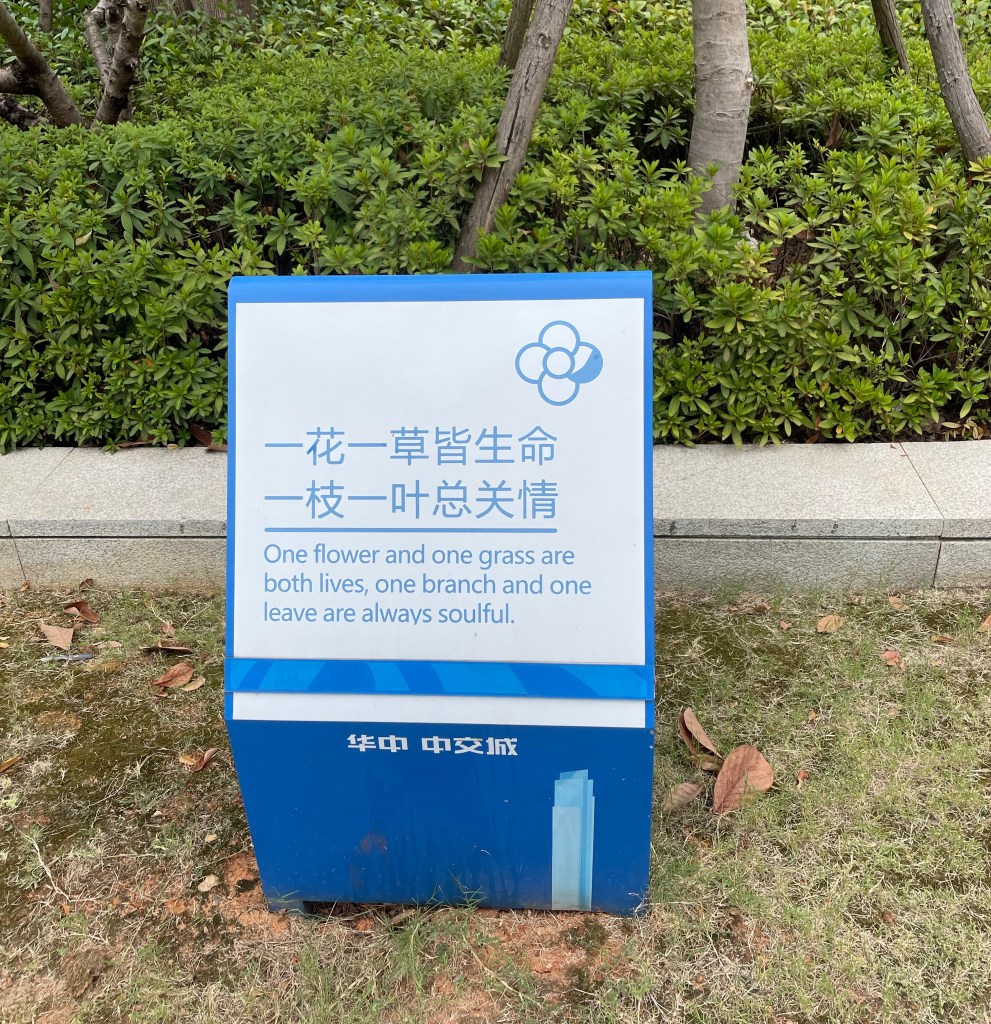 一花一草皆生命
一枝一叶总关情
One flower and one grass are
both lives, one branch and one
leave are always soulful.
华中 中交城